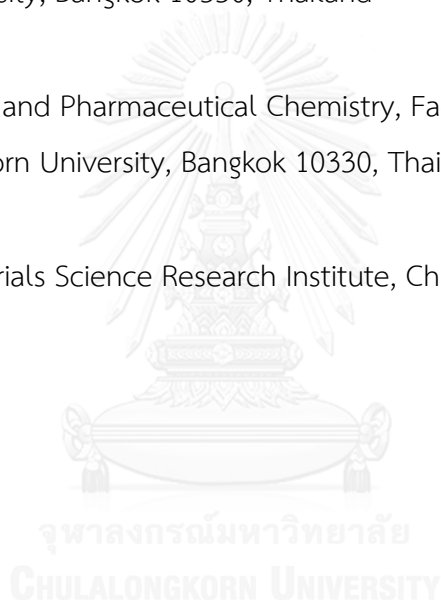 sity, Bangkok 10330, Thailand
and Pharmaceutical Chemistry, Fa
orn University, Bangkok 10330, Thai
rials Science Research Institute, Ch
จุฬาลงกรณ์มหาวิทยาลัย
CHULALONGKORN UNIVERSITY